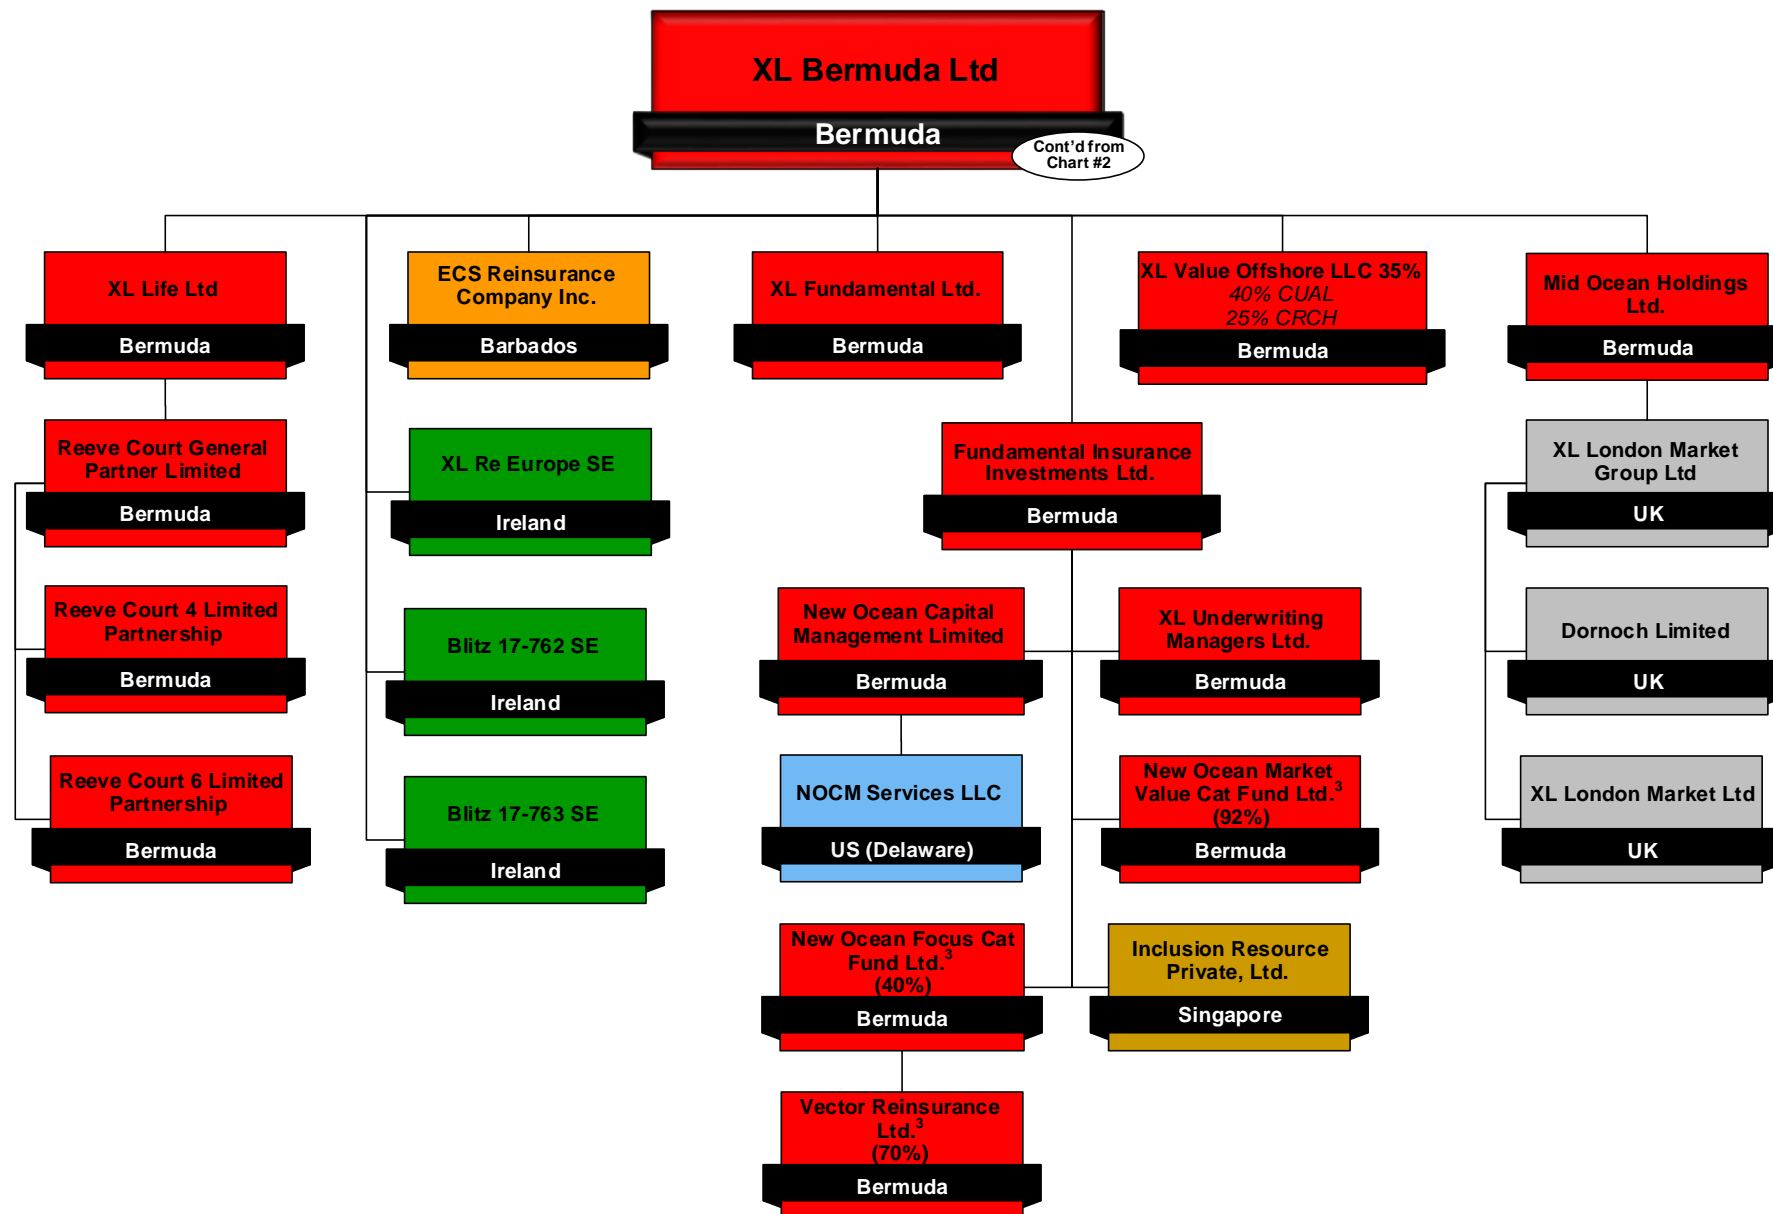 XL Bermuda Ltd
Bermuda
Cont'd from
Chart #2
XL Life Ltd
Bermuda
ECS Reinsurance
Company Inc.
Barbados
XL Fundamental Ltd.
Bermuda
XL Value Offshore LLC 35%
40% CUAL
25% CRCH
Bermuda
Mid Ocean Holdings
Ltd.
Bermuda
Reeve Court General
Partner Limited
Bermuda
XL Re Europe SE
Ireland
Fundamental Insurance
Investments Ltd.
Bermuda
XL London Market
Group Ltd
UK
Reeve Court 4 Limited
Partnership
Bermuda
Blitz 17-762 SE
Ireland
New Ocean Capital
Management Limited
Bermuda
XL Underwriting
Managers Ltd.
Bermuda
Dornoch Limited
UK
Reeve Court 6 Limited
Partnership
Bermuda
Blitz 17-763 SE
Ireland
NOCM Services LLC
US (Delaware)
New Ocean Market
Value Cat Fund Ltd.³
(92%)
Bermuda
XL London Market Ltd
UK
New Ocean Focus Cat
Fund Ltd.³
(40%)
Bermuda
Inclusion Resource
Private, Ltd.
Singapore
Vector Reinsurance
Ltd.³
(70%)
Bermuda